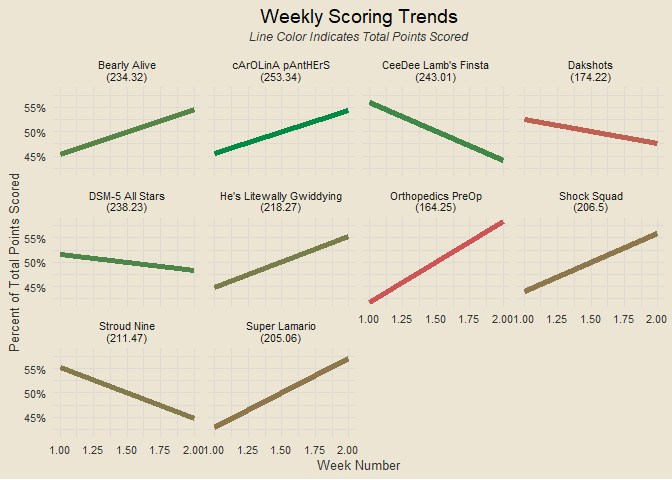 Weekly Scoring Trends
Line Color Indicates Total Points Scored
Bearly Alive
(234.32)
cArOLinA pAntHErS
(253.34)
CeeDee Lamb's Finsta
(243.01)
Dakshots
(174.22)
55%
50%
45%
DSM-5 All Stars
(238.23)
He's Litewally Gwiddying
(218.27)
Orthopedics PreOp
(164.25)
Shock Squad
(206.5)
55%
50%
45%
1.00 1.25 1.50 1.75 2.00
1.00 1.25 1.50 1.75 2.00
Stroud Nine
(211.47)
Super Lamario
(205.06)
55%
50%
45%
1.00 1.25 1.50 1.75 2.00
1.00 1.25 1.50 1.75 2.00
Percent of Total Points Scored
Week Number